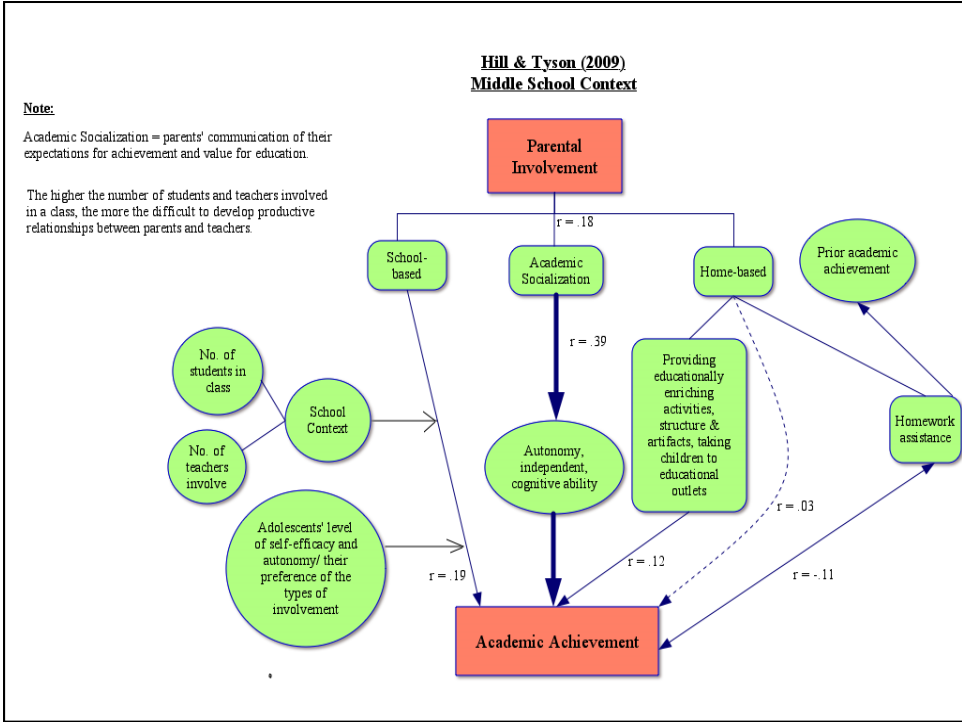 Hill & Tyson (2009)
Middle School Context
Note:
Academic Socialization = parents' communication of their
expectations for achievement and value for education.
The higher the number of students and teachers involved
in a class, the more the difficult to develop productive
relationships between parents and teachers.
Parental
Involvement
r = .18
School-
based
Academic
Socialization
Home-based
Prior academic
achievement
r = .39
No. of
students in
class
School
Context
No. of
teachers
involve
Autonomy,
independent,
cognitive ability
Providing
educationally
enriching
activities,
structure &
artifacts, taking
children to
educational
outlets
Homework
assistance
r = .03
Adolescents' level
of self-efficacy and
autonomy/ their
preference of the
types of
involvement
r = .19
r = .12
r = -.11
Academic Achievement